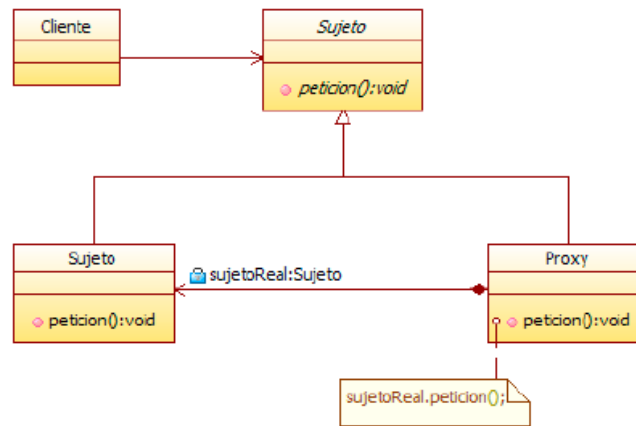 Cliente
Sujeto
peticion():void
Sujeto
peticion():void
sujetoReal:Sujeto
Proxy
peticion():void
sujetoReal.peticion();